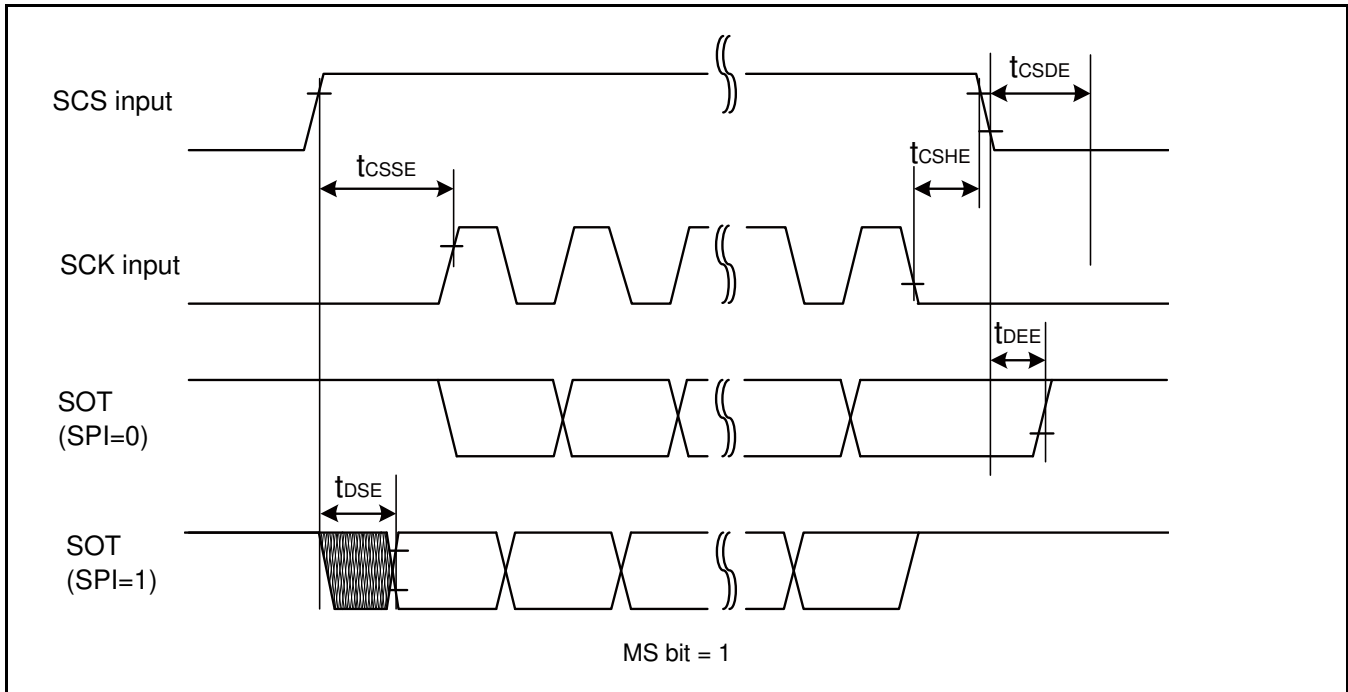 tCSDE
SCS input
tCSHE
tCSSE
SCK input
tDEE
SOT
(SPI=0)
tDSE
SOT
(SPI=1)
MS bit = 1